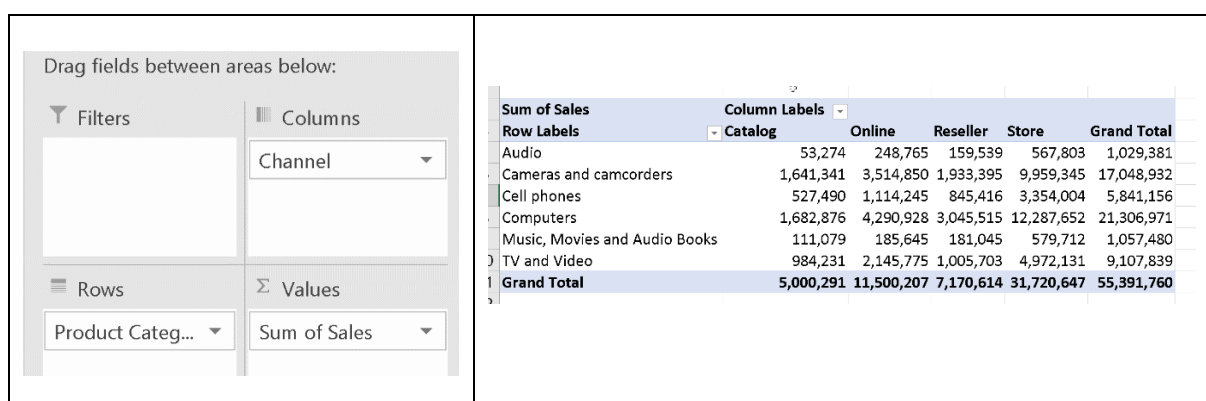 Drag fields between areas below:
Filters
Columns
Channel
Rows
Σ Values
Product Categ...
Sum of Sales
Sum of Sales Column Labels
Row Labels Catalog Online Reseller Store Grand Total
Audio 53,274 248,765 159,539 567,803 1,029,381
Cameras and camcorders 1,641,341 3,514,850 1,933,395 9,959,345 17,048,932
Cell phones 527,490 1,114,245 845,416 3,354,004 5,841,156
Computers 1,682,876 4,290,928 3,045,515 12,287,652 21,306,971
Music, Movies and Audio Books 111,079 185,645 181,045 579,712 1,057,480
TV and Video 984,231 2,145,775 1,005,703 4,972,131 9,107,839
Grand Total 5,000,291 11,500,207 7,170,614 31,720,647 55,391,760